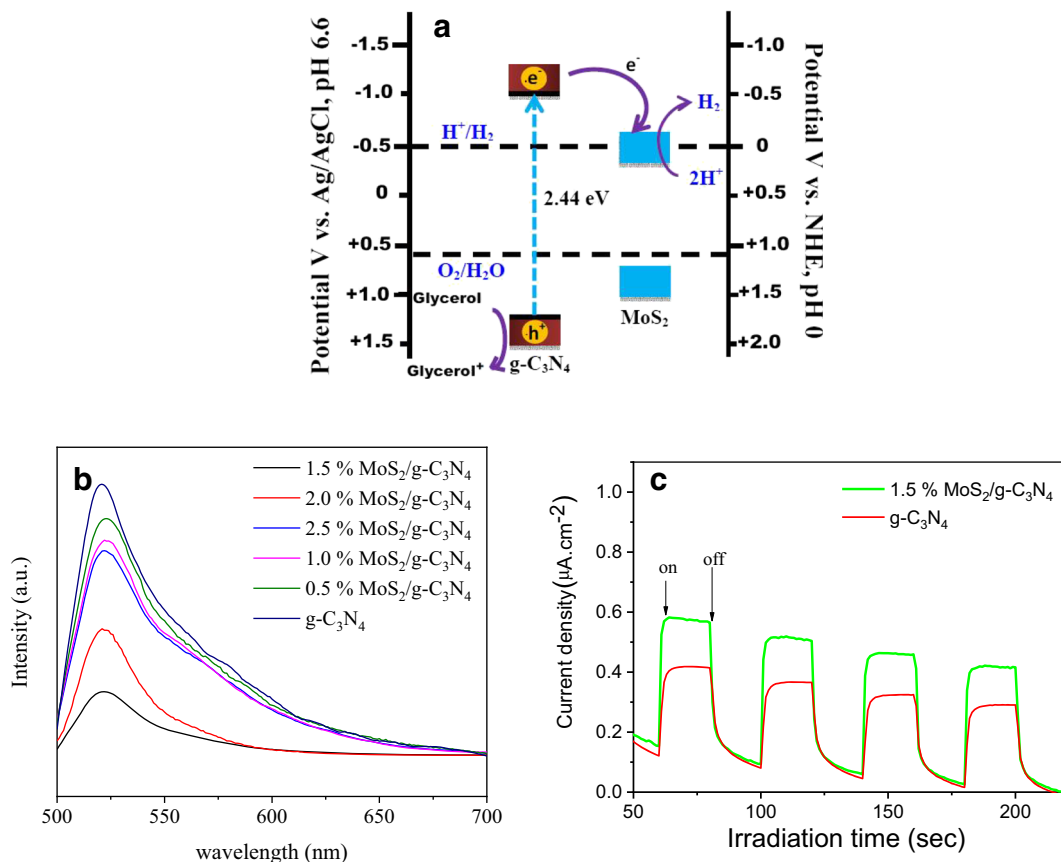 a
Potential V vs. Ag/AgCl, pH 6.6
-1.5
-1.0
-0.5
0
+0.5
+1.0
+1.5
H⁺/H₂
O₂/H₂O
Glycerol
Glycerol⁺
e⁻
h⁺
g-C₃N₄
2.44 eV
e⁻
MoS₂
H₂
2H⁺
-1.0
-0.5
0
+0.5
+1.0
+1.5
+2.0
Potential V vs. NHE, pH 0
b
1.5 % MoS₂/g-C₃N₄
2.0 % MoS₂/g-C₃N₄
2.5 % MoS₂/g-C₃N₄
1.0 % MoS₂/g-C₃N₄
0.5 % MoS₂/g-C₃N₄
g-C₃N₄
Intensity (a.u.)
500 550 600 650 700
wavelength (nm)
c
1.5 % MoS₂/g-C₃N₄
g-C₃N₄
on
off
Current density(µA.cm-2)
1.0
0.8
0.6
0.4
0.2
0.0
50 100 150 200
Irradiation time (sec)